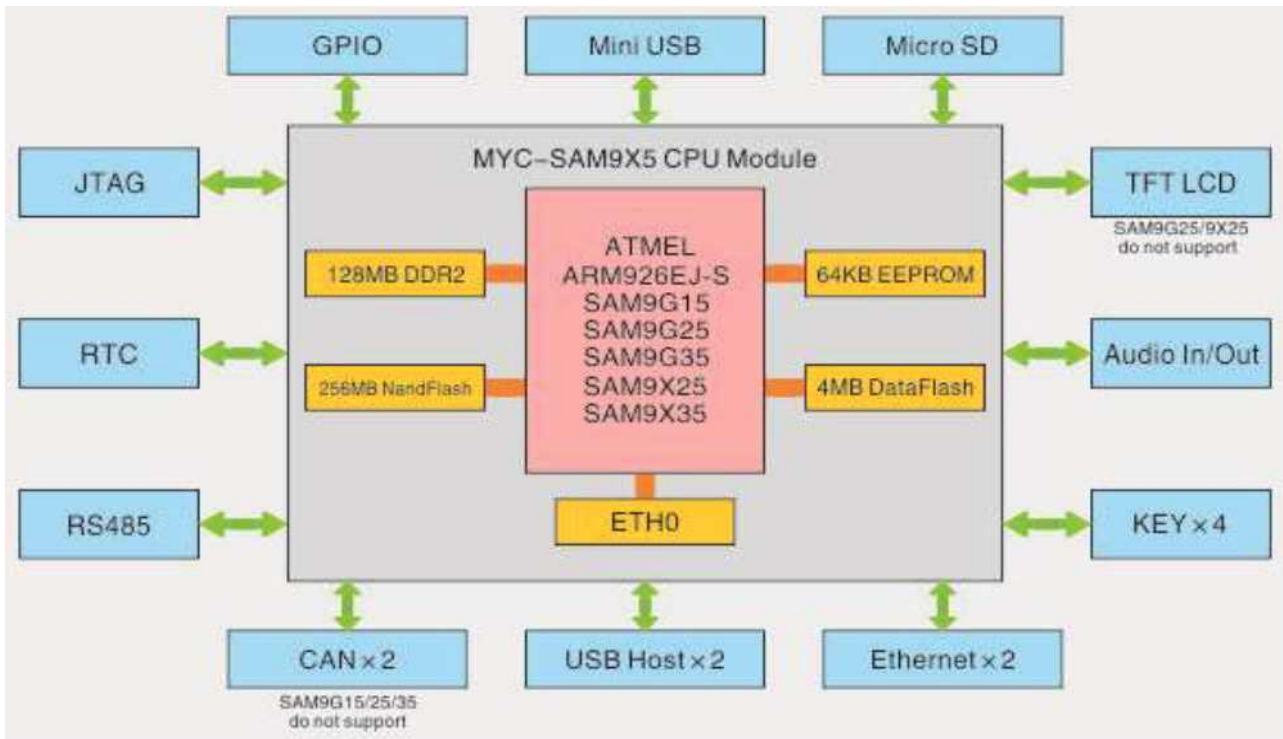 GPIO
Mini USB
Micro SD
MYC-SAM9X5 CPU Module
JTAG
TFT LCD
SAM9G25/9X25
do not support
ATMEL
ARM926EJ-S
SAM9G15
SAM9G25
SAM9G35
SAM9X25
SAM9X35
128MB DDR2
64KB EEPROM
RTC
Audio In/Out
256MB NandFlash
4MB DataFlash
RS485
ETH0
KEY × 4
CAN × 2
SAM9G15/25/35
do not support
USB Host × 2
Ethernet × 2